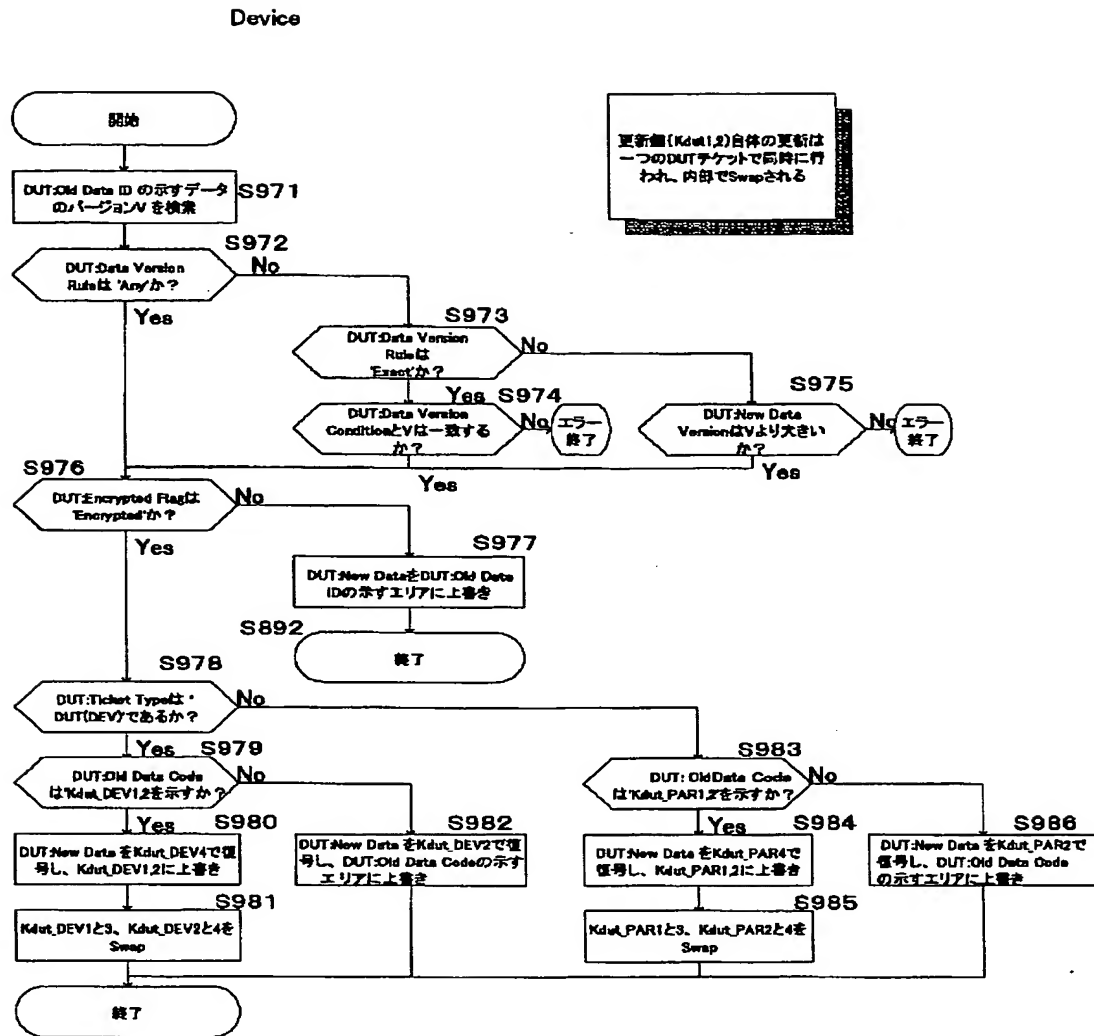 Device
開始
更新鍵(Kdut1,2)自体の更新は
一つのDUTチケットで同時に行
われ、内部でSwapされる
DUT:Old Data ID の示すデータ
のバージョンV を検索
S971
S972
DUT:Data Version
Ruleは 'Any'か？
No
Yes
S973
DUT:Data Version
Ruleは
'Exact'か？
No
Yes
S974
DUT:Data Version
ConditionとVは一致する
か？
No
エラー
終了
Yes
S975
DUT:New Data
VersionはVより大きい
か？
No
エラー
終了
Yes
S976
DUT:Encrypted Flagは
'Encrypted'か？
No
Yes
S977
DUT:New DataをDUT:Old Data
IDの示すエリアに上書き
S892
終了
S978
DUT:Ticket Typeは '
DUT(DEV)'であるか？
No
Yes
S979
DUT:Old Data Code
は'Kdut_DEV1,2を示すか？
No
Yes
S980
DUT:New Data をKdut_DEV4で復
号し、Kdut_DEV1,2に上書き
S981
Kdut_DEV1と3、Kdut_DEV2と4を
Swap
S982
DUT:New DataをKdut_DEV2で復
号し、DUT:Old Data Codeの示す
エリアに上書き
S983
DUT: OldData Code
は'Kdut_PAR1,2'を示すか？
No
Yes
S984
DUT:New Data をKdut_PAR4で
復号し、Kdut_PAR1,2に上書き
S985
Kdut_PAR1と3、Kdut_PAR2と4を
Swap
S986
DUT:New Data をKdut_PAR2で
復号し、DUT:Old Data Code
の示すエリアに上書き
終了